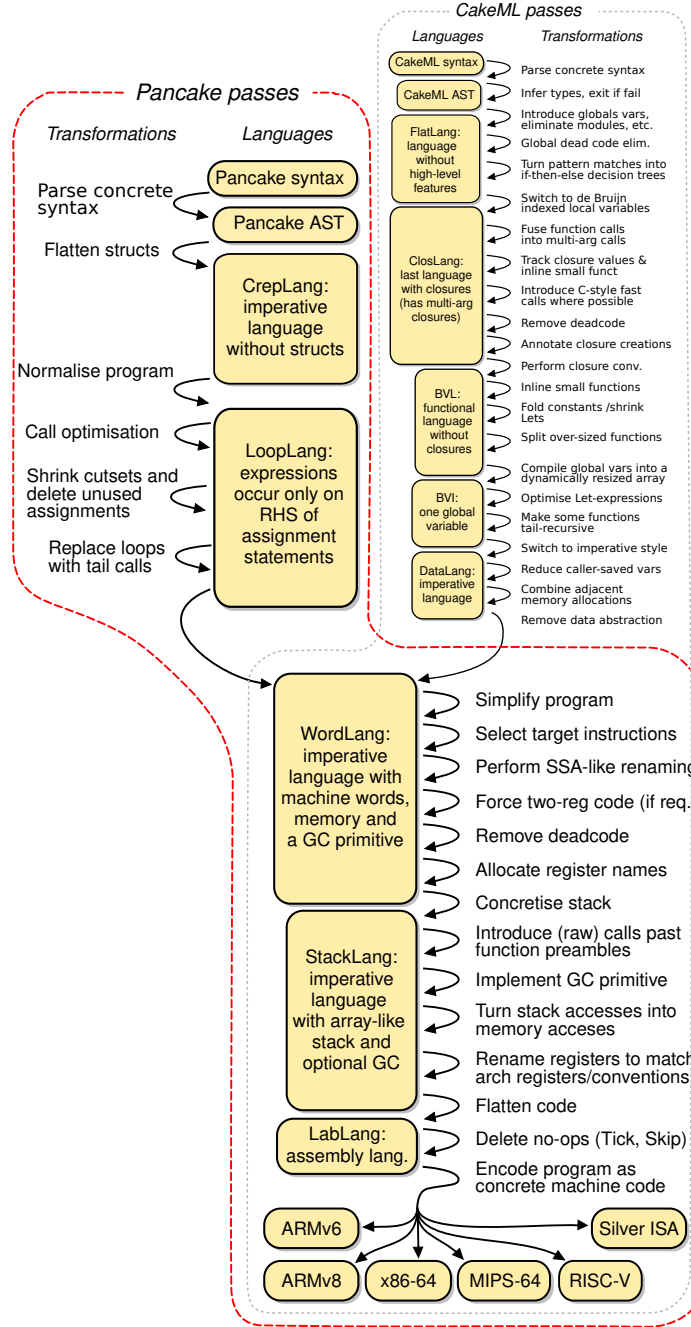 CakeML passes
Languages
Transformations
CakeML syntax
Parse concrete syntax
CakeML AST
Infer types, exit if fail
Introduce globals vars,
eliminate modules, etc.
FlatLang:
language
without
high-level
features
Global dead code elim.
Turn pattern matches into
if-then-else decision trees
Switch to de Bruijn
indexed local variables
ClosLang:
last language
with closures
(has multi-arg
closures)
Fuse function calls
into multi-arg calls
Track closure values &
inline small funct
Introduce C-style fast
calls where possible
Remove deadcode
Annotate closure creations
Perform closure conv.
BVL:
functional
language
without
closures
Inline small functions
Fold constants /shrink
Lets
Split over-sized functions
Compile global vars into a
dynamically resized array
BVI:
one global
variable
Optimise Let-expressions
Make some functions
tail-recursive
Switch to imperative style
DataLang:
imperative
language
Reduce caller-saved vars
Combine adjacent
memory allocations
Remove data abstraction
Pancake passes
Transformations
Languages
Pancake syntax
Parse concrete
syntax
Pancake AST
Flatten structs
CrepLang:
imperative
language
without structs
Normalise program
Call optimisation
LoopLang:
expressions
occur only on
RHS of
assignment
statements
Shrink cutsets and
delete unused
assignments
Replace loops
with tail calls
WordLang:
imperative
language with
machine words,
memory and
a GC primitive
Simplify program
Select target instructions
Perform SSA-like renaming
Force two-reg code (if req.
Remove deadcode
Allocate register names
Concretise stack
StackLang:
imperative
language
with array-like
stack and
optional GC
Introduce (raw) calls past
function preambles
Implement GC primitive
Turn stack accesses into
memory acceses
Rename registers to match
arch registers/conventions
Flatten code
LabLang:
assembly lang.
Delete no-ops (Tick, Skip)
Encode program as
concrete machine code
ARMv6
Silver ISA
ARMv8
x86-64
MIPS-64
RISC-V